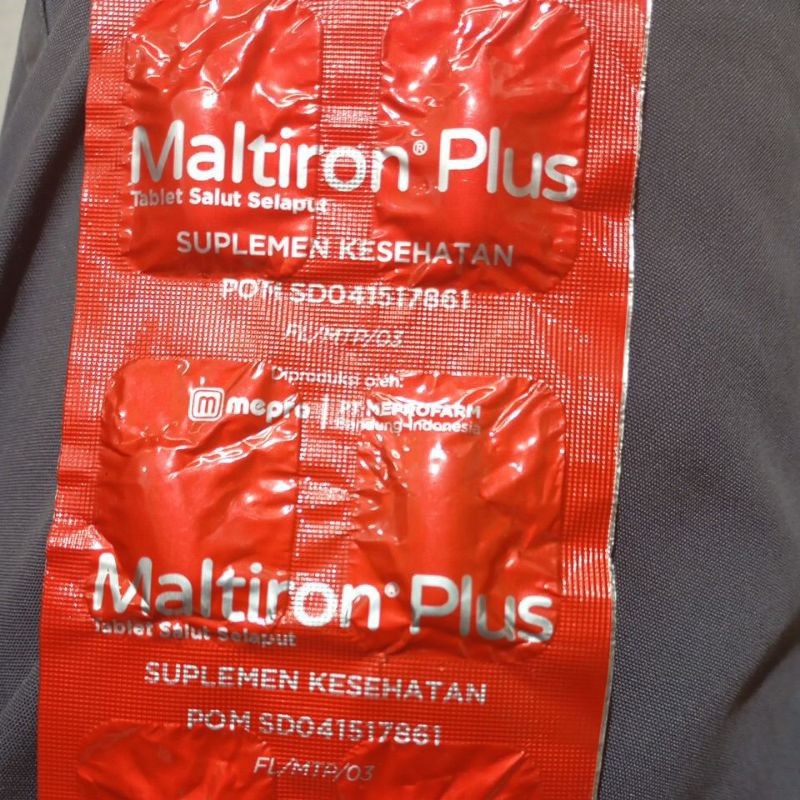 Maltiron® Plus
Tablet Salut Selaput
SUPLEMEN KESEHATAN
POM SD041517861
FL/MTP/03
Diproduksi oleh:
m mepro | PT MEPROFARM
Bandung-Indonesia
Maltiron® Plus
Tablet Salut Selaput
SUPLEMEN KESEHATAN
POM SD041517861
FL/MTP/03